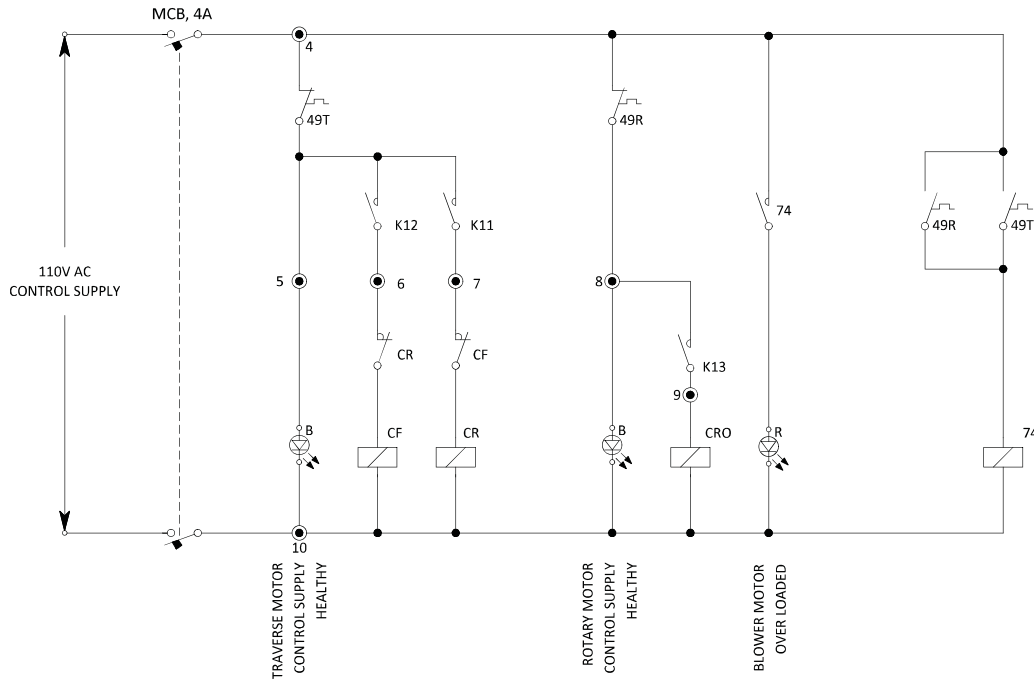 MCB, 4A
4
49T
49R
K12
K11
74
49R
49T
110V AC
CONTROL SUPPLY
5
6
7
8
CR
CF
K13
9
B
CF
CR
B
CRO
R
74
10
TRAVERSE MOTOR
CONTROL SUPPLY
HEALTHY
ROTARY MOTOR
CONTROL SUPPLY
HEALTHY
BLOWER MOTOR
OVER LOADED